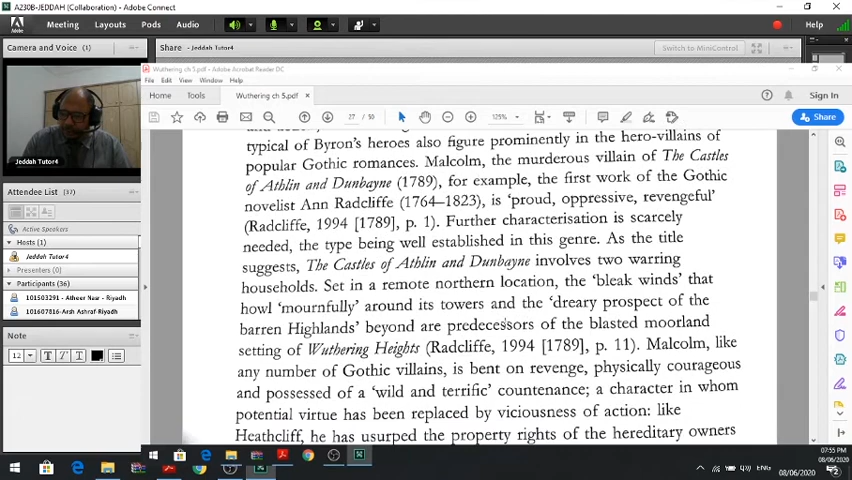 A230B-JEDDAH (Collaboration) - Adobe Connect
Meeting Layouts Pods Audio Help
Camera and Voice (1)
Share - Jeddah Tutor4
Switch to MiniControl
Wuthering ch 5.pdf - Adobe Acrobat Reader DC
File Edit View Window Help
Home Tools Wuthering ch 5.pdf × Sign In
27 / 50 125% Share
typical of Byron's heroes also figure prominently in the hero-villains of
popular Gothic romances. Malcolm, the murderous villain of The Castles
of Athlin and Dunbayne (1789), for example, the first work of the Gothic
novelist Ann Radcliffe (1764–1823), is 'proud, oppressive, revengeful'
(Radcliffe, 1994 [1789], p. 1). Further characterisation is scarcely
needed, the type being well established in this genre. As the title
suggests, The Castles of Athlin and Dunbayne involves two warring
households. Set in a remote northern location, the 'bleak winds' that
howl 'mournfully' around its towers and the 'dreary prospect of the
barren Highlands' beyond are predecessors of the blasted moorland
setting of Wuthering Heights (Radcliffe, 1994 [1789], p. 11). Malcolm, like
any number of Gothic villains, is bent on revenge, physically courageous
and possessed of a 'wild and terrific' countenance; a character in whom
potential virtue has been replaced by viciousness of action: like
Heathcliff, he has usurped the property rights of the hereditary owners
Jeddah Tutor4
Attendee List (37)
Active Speakers
Hosts (1)
Jeddah Tutor4
Presenters (0)
Participants (36)
101503291 - Atheer Nasr - Riyadh
101607816-Arsh Ashraf-Riyadh
Note
12 T T T
ENG
07:55 PM
08/06/2020
08/06/2020
2